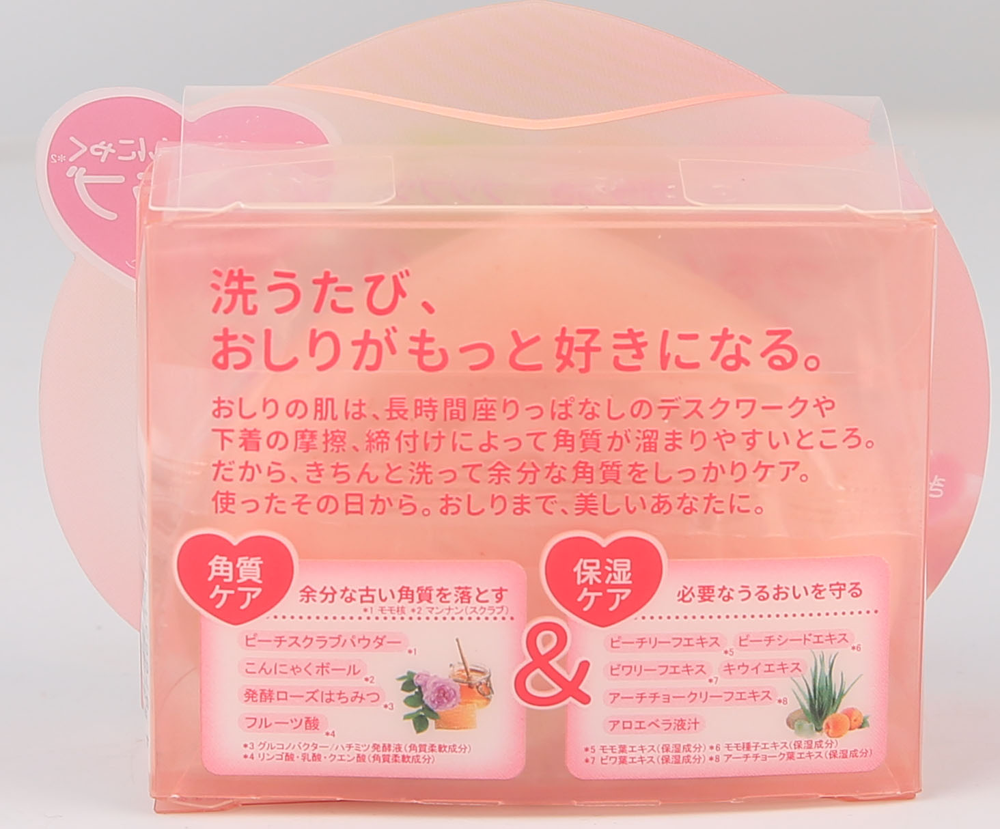 んにゃく
*2
洗うたび、
おしりがもっと好きになる。
おしりの肌は、長時間座りっぱなしのデスクワークや
下着の摩擦、締付けによって角質が溜まりやすいところ。
だから、きちんと洗って余分な角質をしっかりケア。
使ったその日から。おしりまで、美しいあなたに。
角質
ケア
余分な古い角質を落とす
*1 モモ核 *2 マンナン(スクラブ)
ピーチスクラブパウダー *1
こんにゃくボール *2
発酵ローズはちみつ *3
フルーツ酸 *4
*3 グルコノバクター/ハチミツ発酵液(角質柔軟成分)
*4 リンゴ酸・乳酸・クエン酸(角質柔軟成分)
&
保湿
ケア
必要なうるおいを守る
ピーチリーフエキス *5 ピーチシードエキス *6
ビワリーフエキス *7 キウイエキス
アーチチョークリーフエキス *8
アロエベラ液汁
*5 モモ葉エキス(保湿成分) *6 モモ種子エキス(保湿成分)
*7 ビワ葉エキス(保湿成分) *8 アーチチョーク葉エキス(保湿成分)